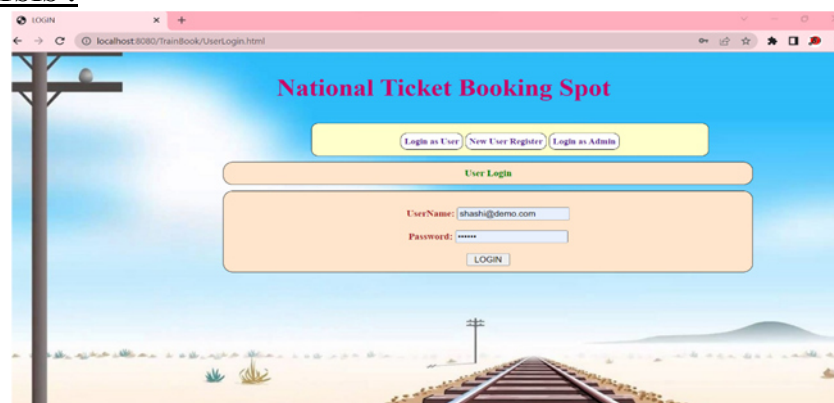 LOGIN
localhost:8080/TrainBook/UserLogin.html
National Ticket Booking Spot
Login as User New User Register Login as Admin
User Login
UserName: shashi@demo.com
Password: ••••••
LOGIN